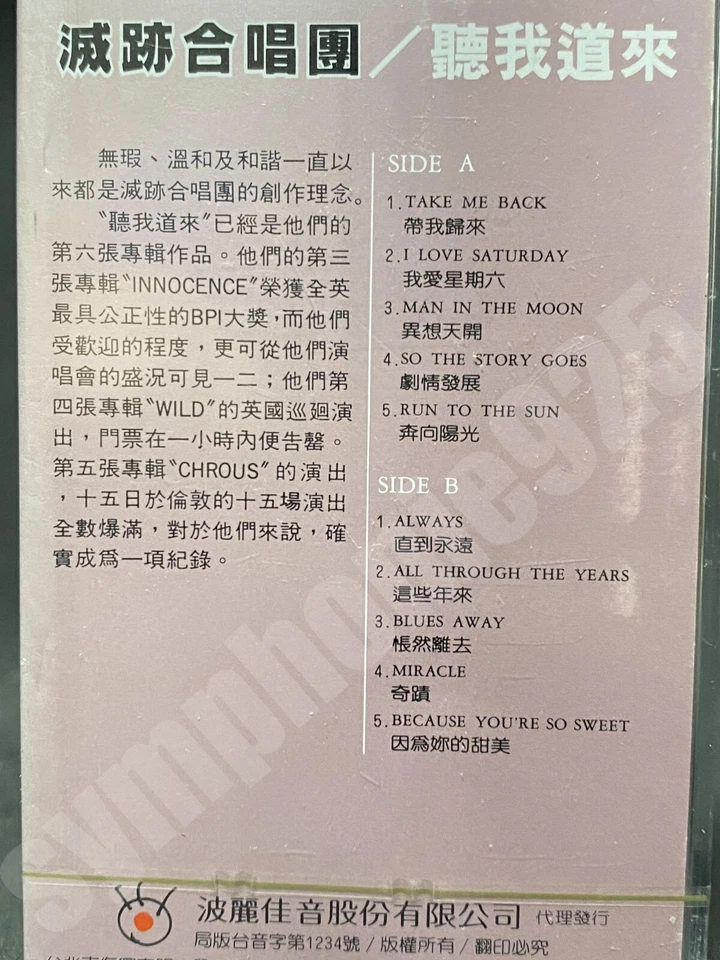 滅跡合唱團／聽我道來
無瑕、溫和及和諧一直以
來都是滅跡合唱團的創作理念。
〝聽我道來〞已經是他們的
第六張專輯作品。他們的第三
張專輯〝INNOCENCE〞榮獲全英
最具公正性的BPI大獎，而他們
受歡迎的程度，更可從他們演
唱會的盛況可見一二；他們第
四張專輯〝WILD〞的英國巡迴演
出，門票在一小時內便告罄。
第五張專輯〝CHROUS〞的演出
，十五日於倫敦的十五場演出
全數爆滿，對於他們來說，確
實成為一項紀錄。
SIDE A
1.TAKE ME BACK
帶我歸來
2.I LOVE SATURDAY
我愛星期六
3.MAN IN THE MOON
異想天開
4.SO THE STORY GOES
劇情發展
5.RUN TO THE SUN
奔向陽光
SIDE B
1.ALWAYS
直到永遠
2.ALL THROUGH THE YEARS
這些年來
3.BLUES AWAY
悵然離去
4.MIRACLE
奇蹟
5.BECAUSE YOU'RE SO SWEET
因為妳的甜美
波麗佳音股份有限公司 代理發行
局版台音字第1234號 / 版權所有 / 翻印必究
symphonie925